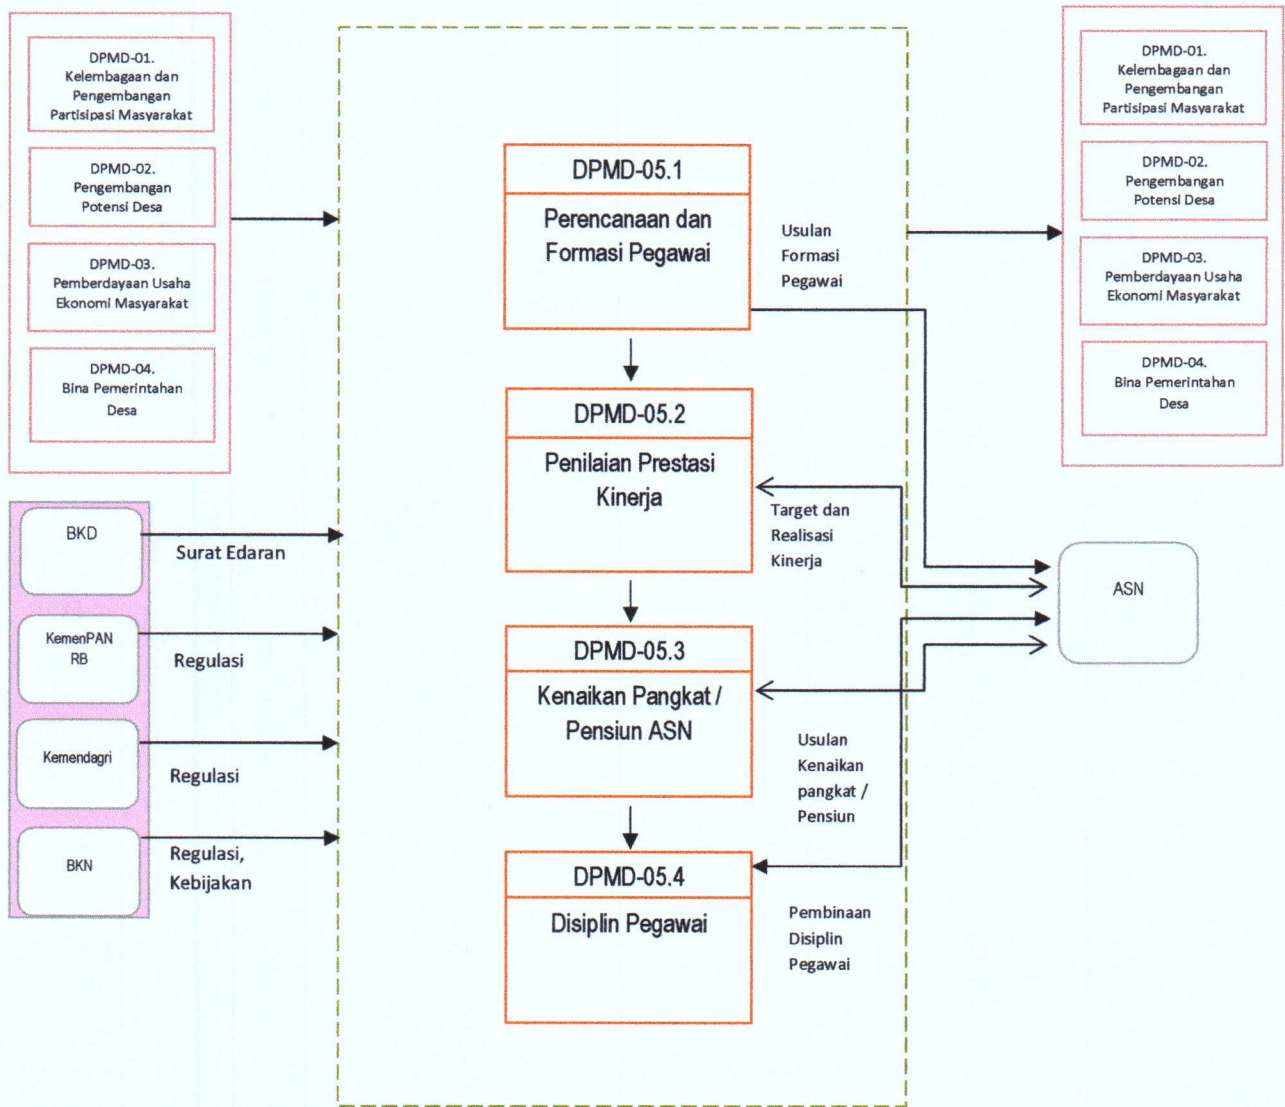 DPMD-01.
Kelembagaan dan
Pengembangan
Partisipasi Masyarakat
DPMD-02.
Pengembangan
Potensi Desa
DPMD-03.
Pemberdayaan Usaha
Ekonomi Masyarakat
DPMD-04.
Bina Pemerintahan
Desa
BKD
Surat Edaran
KemenPAN
RB
Regulasi
Kemendagri
Regulasi
BKN
Regulasi,
Kebijakan
DPMD-05.1
Perencanaan dan
Formasi Pegawai
Usulan
Formasi
Pegawai
DPMD-05.2
Penilaian Prestasi
Kinerja
Target dan
Realisasi
Kinerja
DPMD-05.3
Kenaikan Pangkat /
Pensiun ASN
Usulan
Kenaikan
pangkat /
Pensiun
DPMD-05.4
Disiplin Pegawai
Pembinaan
Disiplin
Pegawai
DPMD-01.
Kelembagaan dan
Pengembangan
Partisipasi Masyarakat
DPMD-02.
Pengembangan
Potensi Desa
DPMD-03.
Pemberdayaan Usaha
Ekonomi Masyarakat
DPMD-04.
Bina Pemerintahan
Desa
ASN